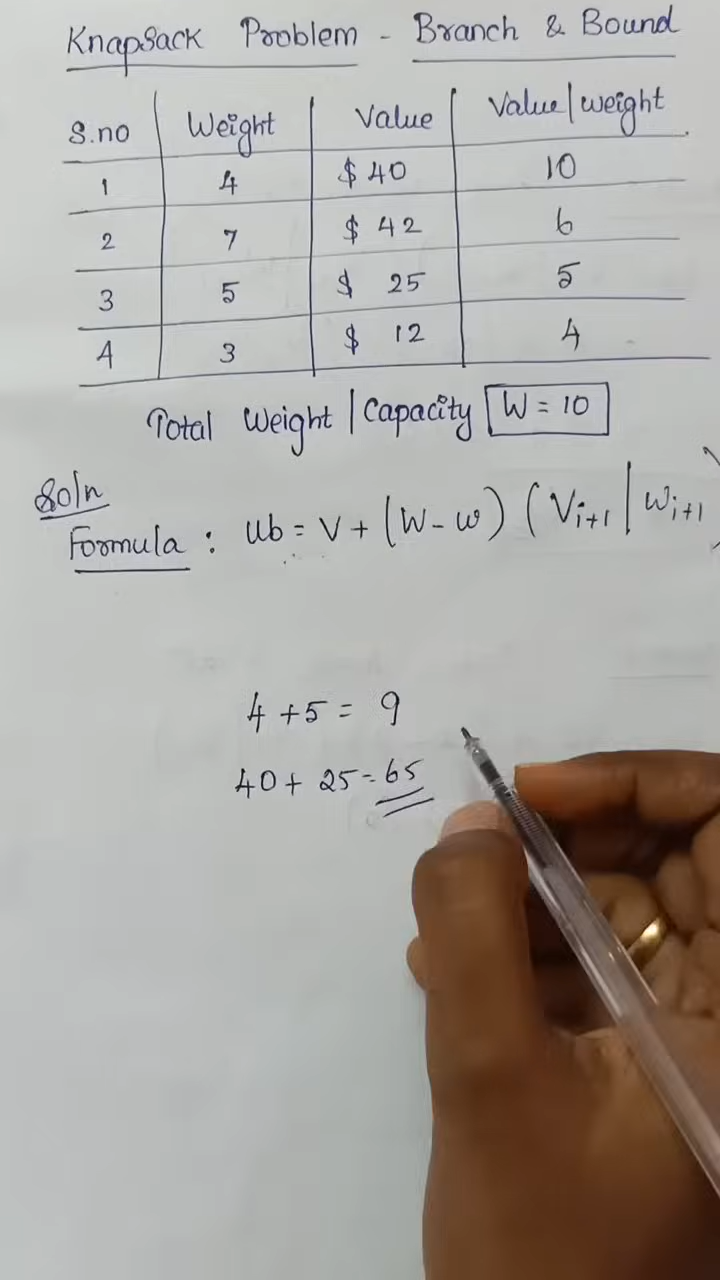 Knapsack Problem - Branch & Bound
S.no Weight Value Value/weight
1 4 $ 40 10
2 7 $ 42 6
3 5 $ 25 5
4 3 $ 12 4
Total Weight | Capacity W = 10
Soln
Formula : ub = V + (W - w) (Vi+1 | wi+1)
4 + 5 = 9
40 + 25 = 65